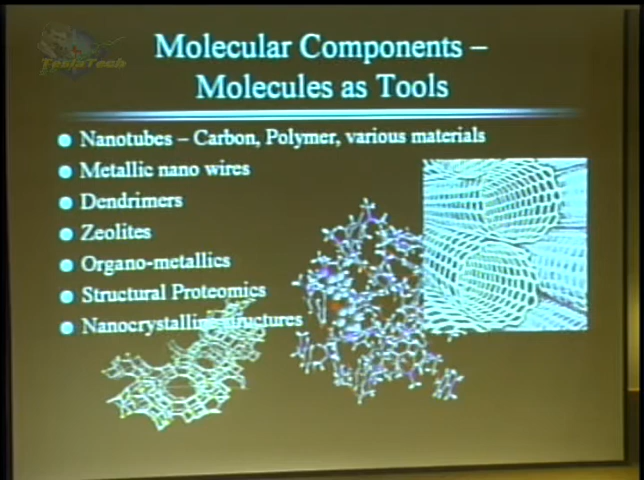 TeslaTech
Molecular Components –
Molecules as Tools
Nanotubes – Carbon, Polymer, various materials
Metallic nano wires
Dendrimers
Zeolites
Organo-metallics
Structural Proteomics
Nanocrystalline structures